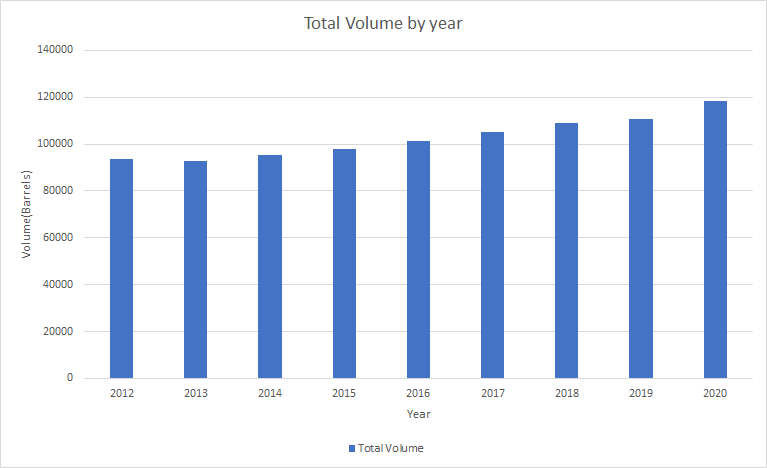 Total Volume by year
140000
120000
100000
80000
60000
40000
20000
0
Volume(Barrels)
2012 2013 2014 2015 2016 2017 2018 2019 2020
Year
Total Volume